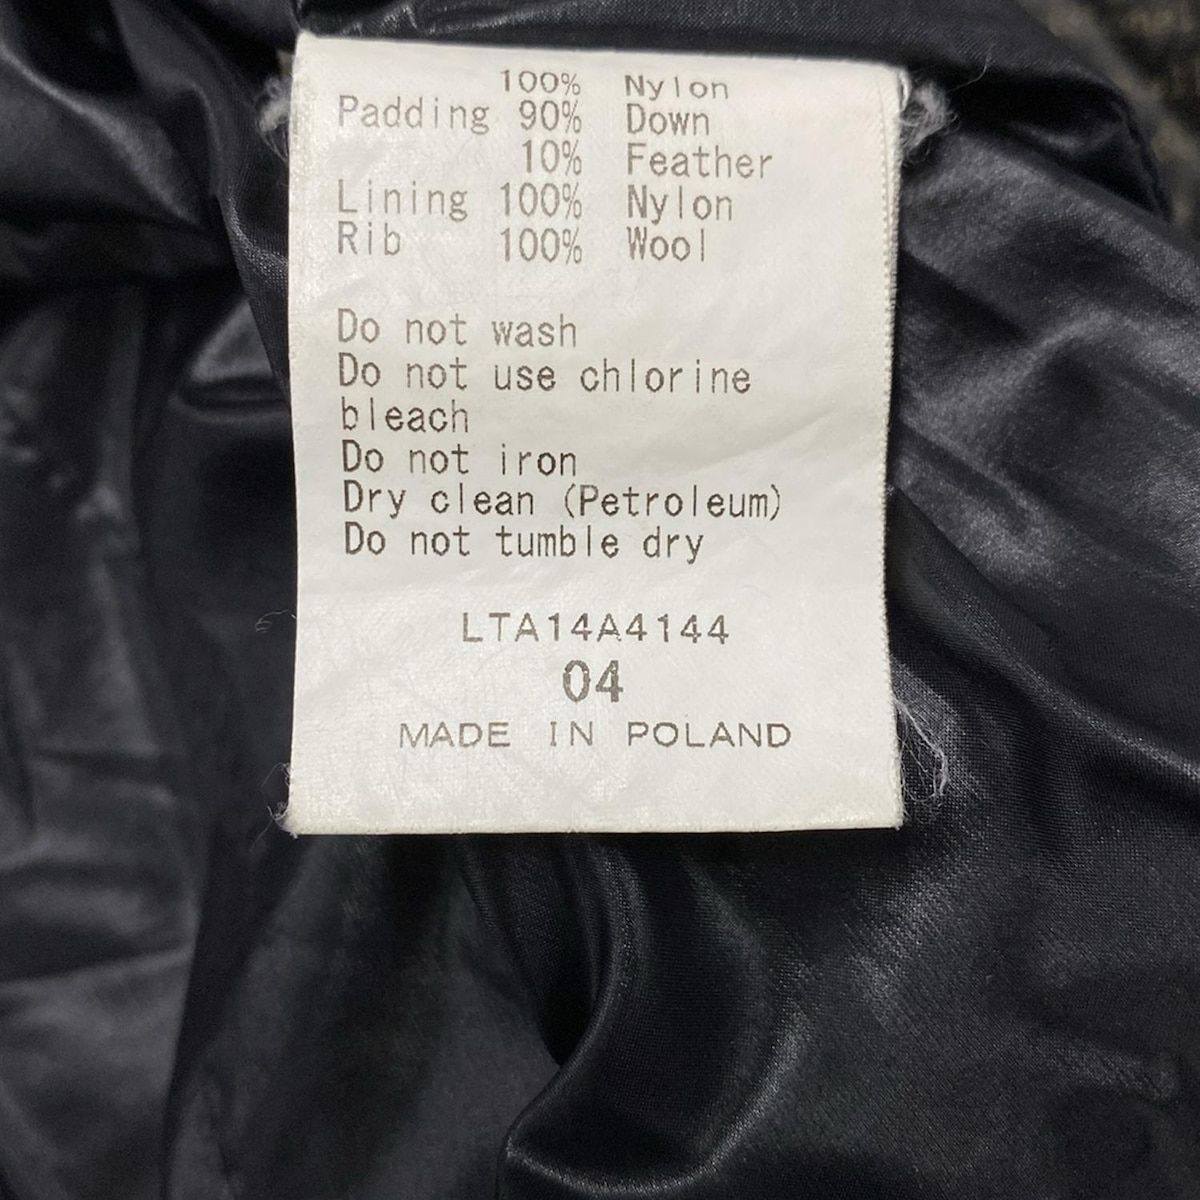 100% Nylon
Padding 90% Down
10% Feather
Lining 100% Nylon
Rib 100% Wool
Do not wash
Do not use chlorine
bleach
Do not iron
Dry clean (Petroleum)
Do not tumble dry
LTA14A4144
04
MADE IN POLAND